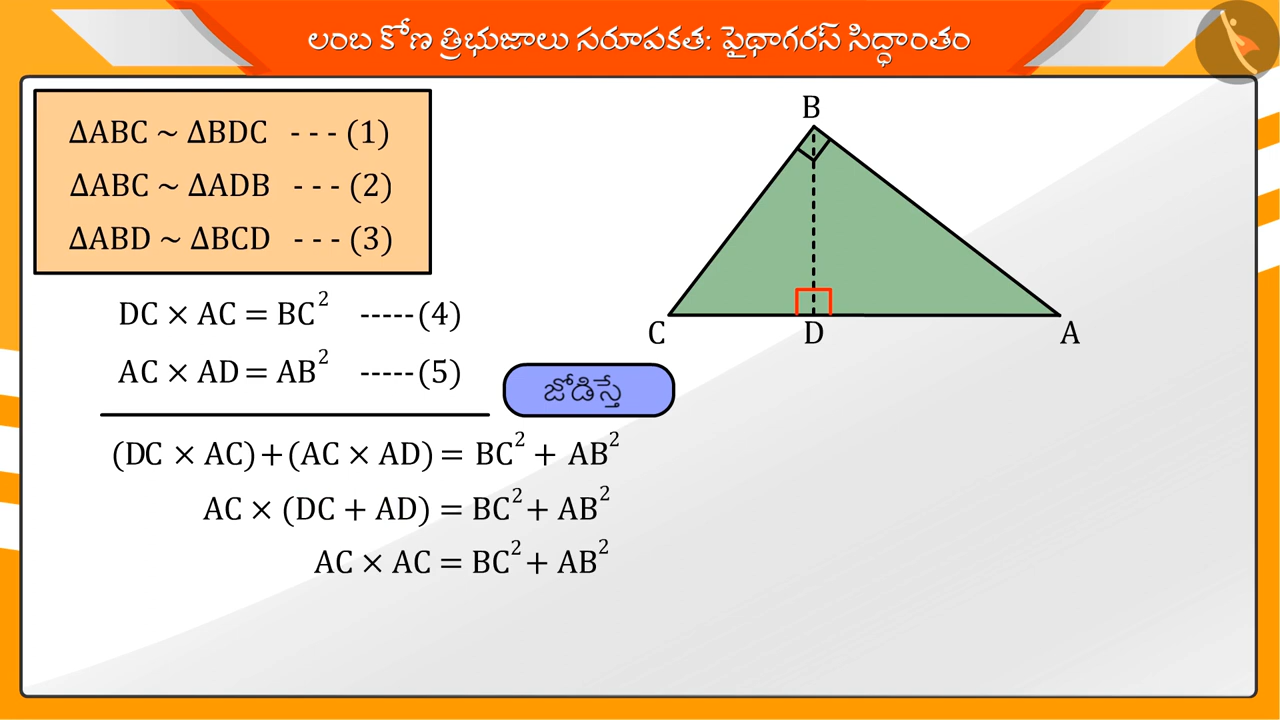 లంబ కోణ త్రిభుజాలు సరూపకత: పైథాగరస్ సిద్ధాంతం
ΔABC ~ ΔBDC - - - (1)
ΔABC ~ ΔADB - - - (2)
ΔABD ~ ΔBCD - - - (3)
DC × AC = BC² -----(4)
AC × AD = AB² -----(5)
జోడిస్తే
(DC × AC)+(AC × AD) = BC² + AB²
AC × (DC + AD) = BC² + AB²
AC × AC = BC² + AB²
B
C
D
A